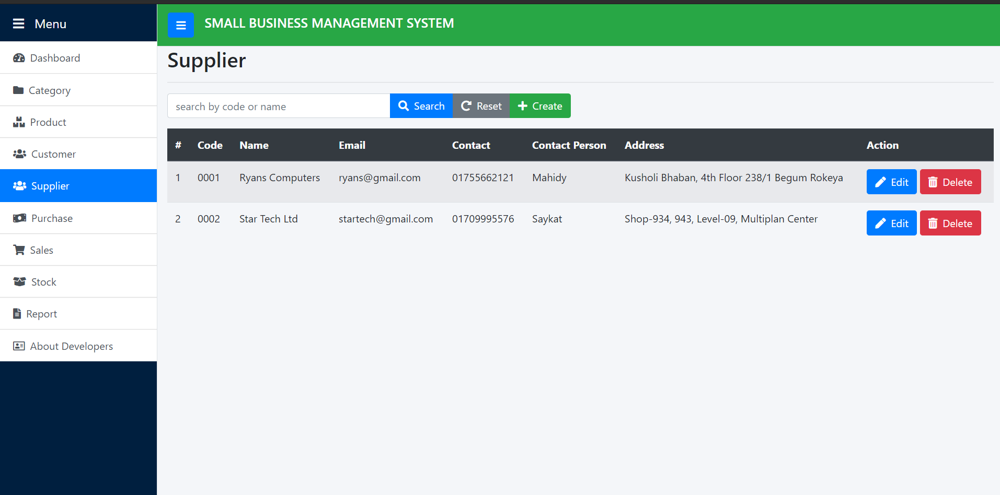 Menu
Dashboard
Category
Product
Customer
Supplier
Purchase
Sales
Stock
Report
About Developers
SMALL BUSINESS MANAGEMENT SYSTEM
Supplier
search by code or name Search Reset Create
# Code Name Email Contact Contact Person Address Action
1 0001 Ryans Computers ryans@gmail.com 01755662121 Mahidy Kusholi Bhaban, 4th Floor 238/1 Begum Rokeya Edit Delete
2 0002 Star Tech Ltd startech@gmail.com 01709995576 Saykat Shop-934, 943, Level-09, Multiplan Center Edit Delete